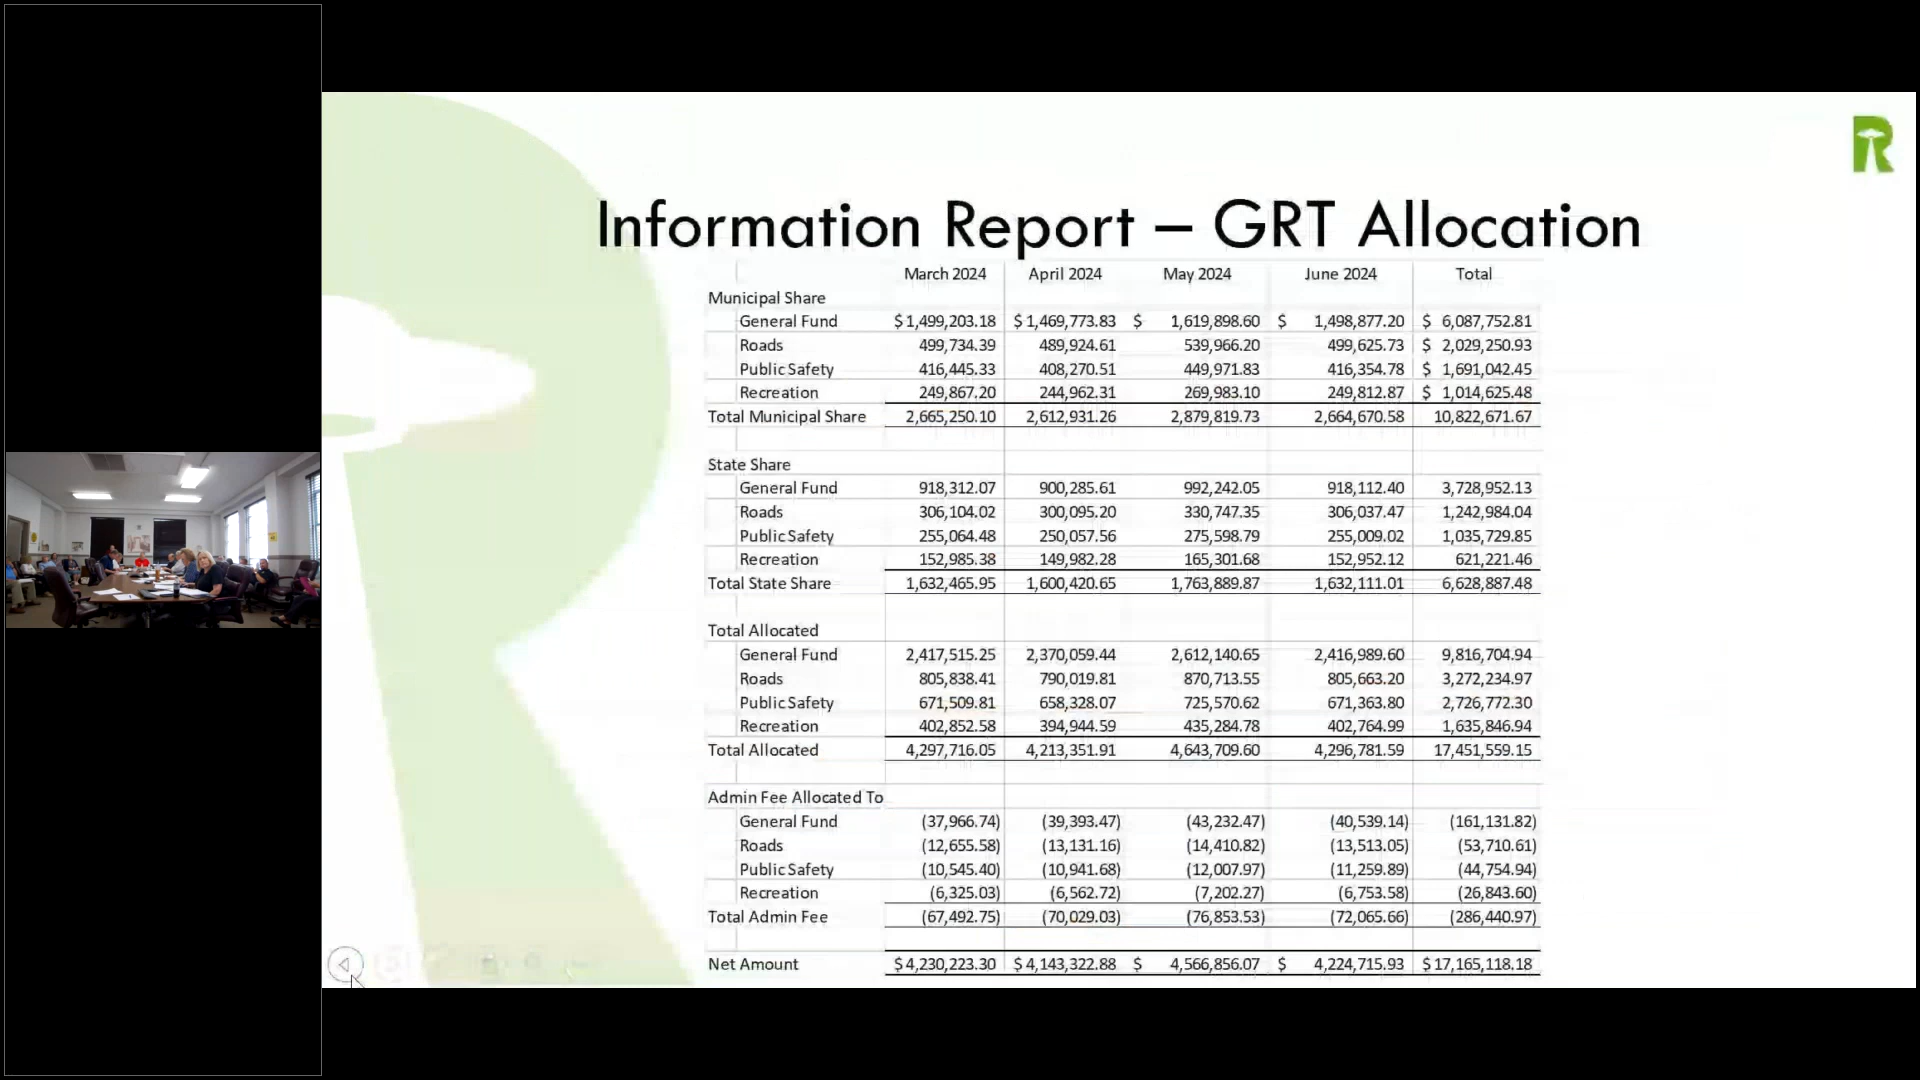 R
Information Report – GRT Allocation
March 2024 April 2024 May 2024 June 2024 Total
Municipal Share
General Fund $ 1,499,203.18 $ 1,469,773.83 $ 1,619,898.60 $ 1,498,877.20 $ 6,087,752.81
Roads 499,734.39 489,924.61 539,966.20 499,625.73 $ 2,029,250.93
Public Safety 416,445.33 408,270.51 449,971.83 416,354.78 $ 1,691,042.45
Recreation 249,867.20 244,962.31 269,983.10 249,812.87 $ 1,014,625.48
Total Municipal Share 2,665,250.10 2,612,931.26 2,879,819.73 2,664,670.58 10,822,671.67
State Share
General Fund 918,312.07 900,285.61 992,242.05 918,112.40 3,728,952.13
Roads 306,104.02 300,095.20 330,747.35 306,037.47 1,242,984.04
Public Safety 255,064.48 250,057.56 275,598.79 255,009.02 1,035,729.85
Recreation 152,985.38 149,982.28 165,301.68 152,952.12 621,221.46
Total State Share 1,632,465.95 1,600,420.65 1,763,889.87 1,632,111.01 6,628,887.48
Total Allocated
General Fund 2,417,515.25 2,370,059.44 2,612,140.65 2,416,989.60 9,816,704.94
Roads 805,838.41 790,019.81 870,713.55 805,663.20 3,272,234.97
Public Safety 671,509.81 658,328.07 725,570.62 671,363.80 2,726,772.30
Recreation 402,852.58 394,944.59 435,284.78 402,764.99 1,635,846.94
Total Allocated 4,297,716.05 4,213,351.91 4,643,709.60 4,296,781.59 17,451,559.15
Admin Fee Allocated To
General Fund (37,966.74) (39,393.47) (43,232.47) (40,539.14) (161,131.82)
Roads (12,655.58) (13,131.16) (14,410.82) (13,513.05) (53,710.61)
Public Safety (10,545.40) (10,941.68) (12,007.97) (11,259.89) (44,754.94)
Recreation (6,325.03) (6,562.72) (7,202.27) (6,753.58) (26,843.60)
Total Admin Fee (67,492.75) (70,029.03) (76,853.53) (72,065.66) (286,440.97)
Net Amount $ 4,230,223.30 $ 4,143,322.88 $ 4,566,856.07 $ 4,224,715.93 $ 17,165,118.18